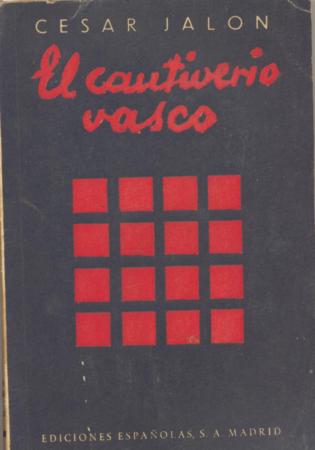 CESAR JALON
El cautiverio
vasco
EDICIONES ESPAÑOLAS, S. A. MADRID